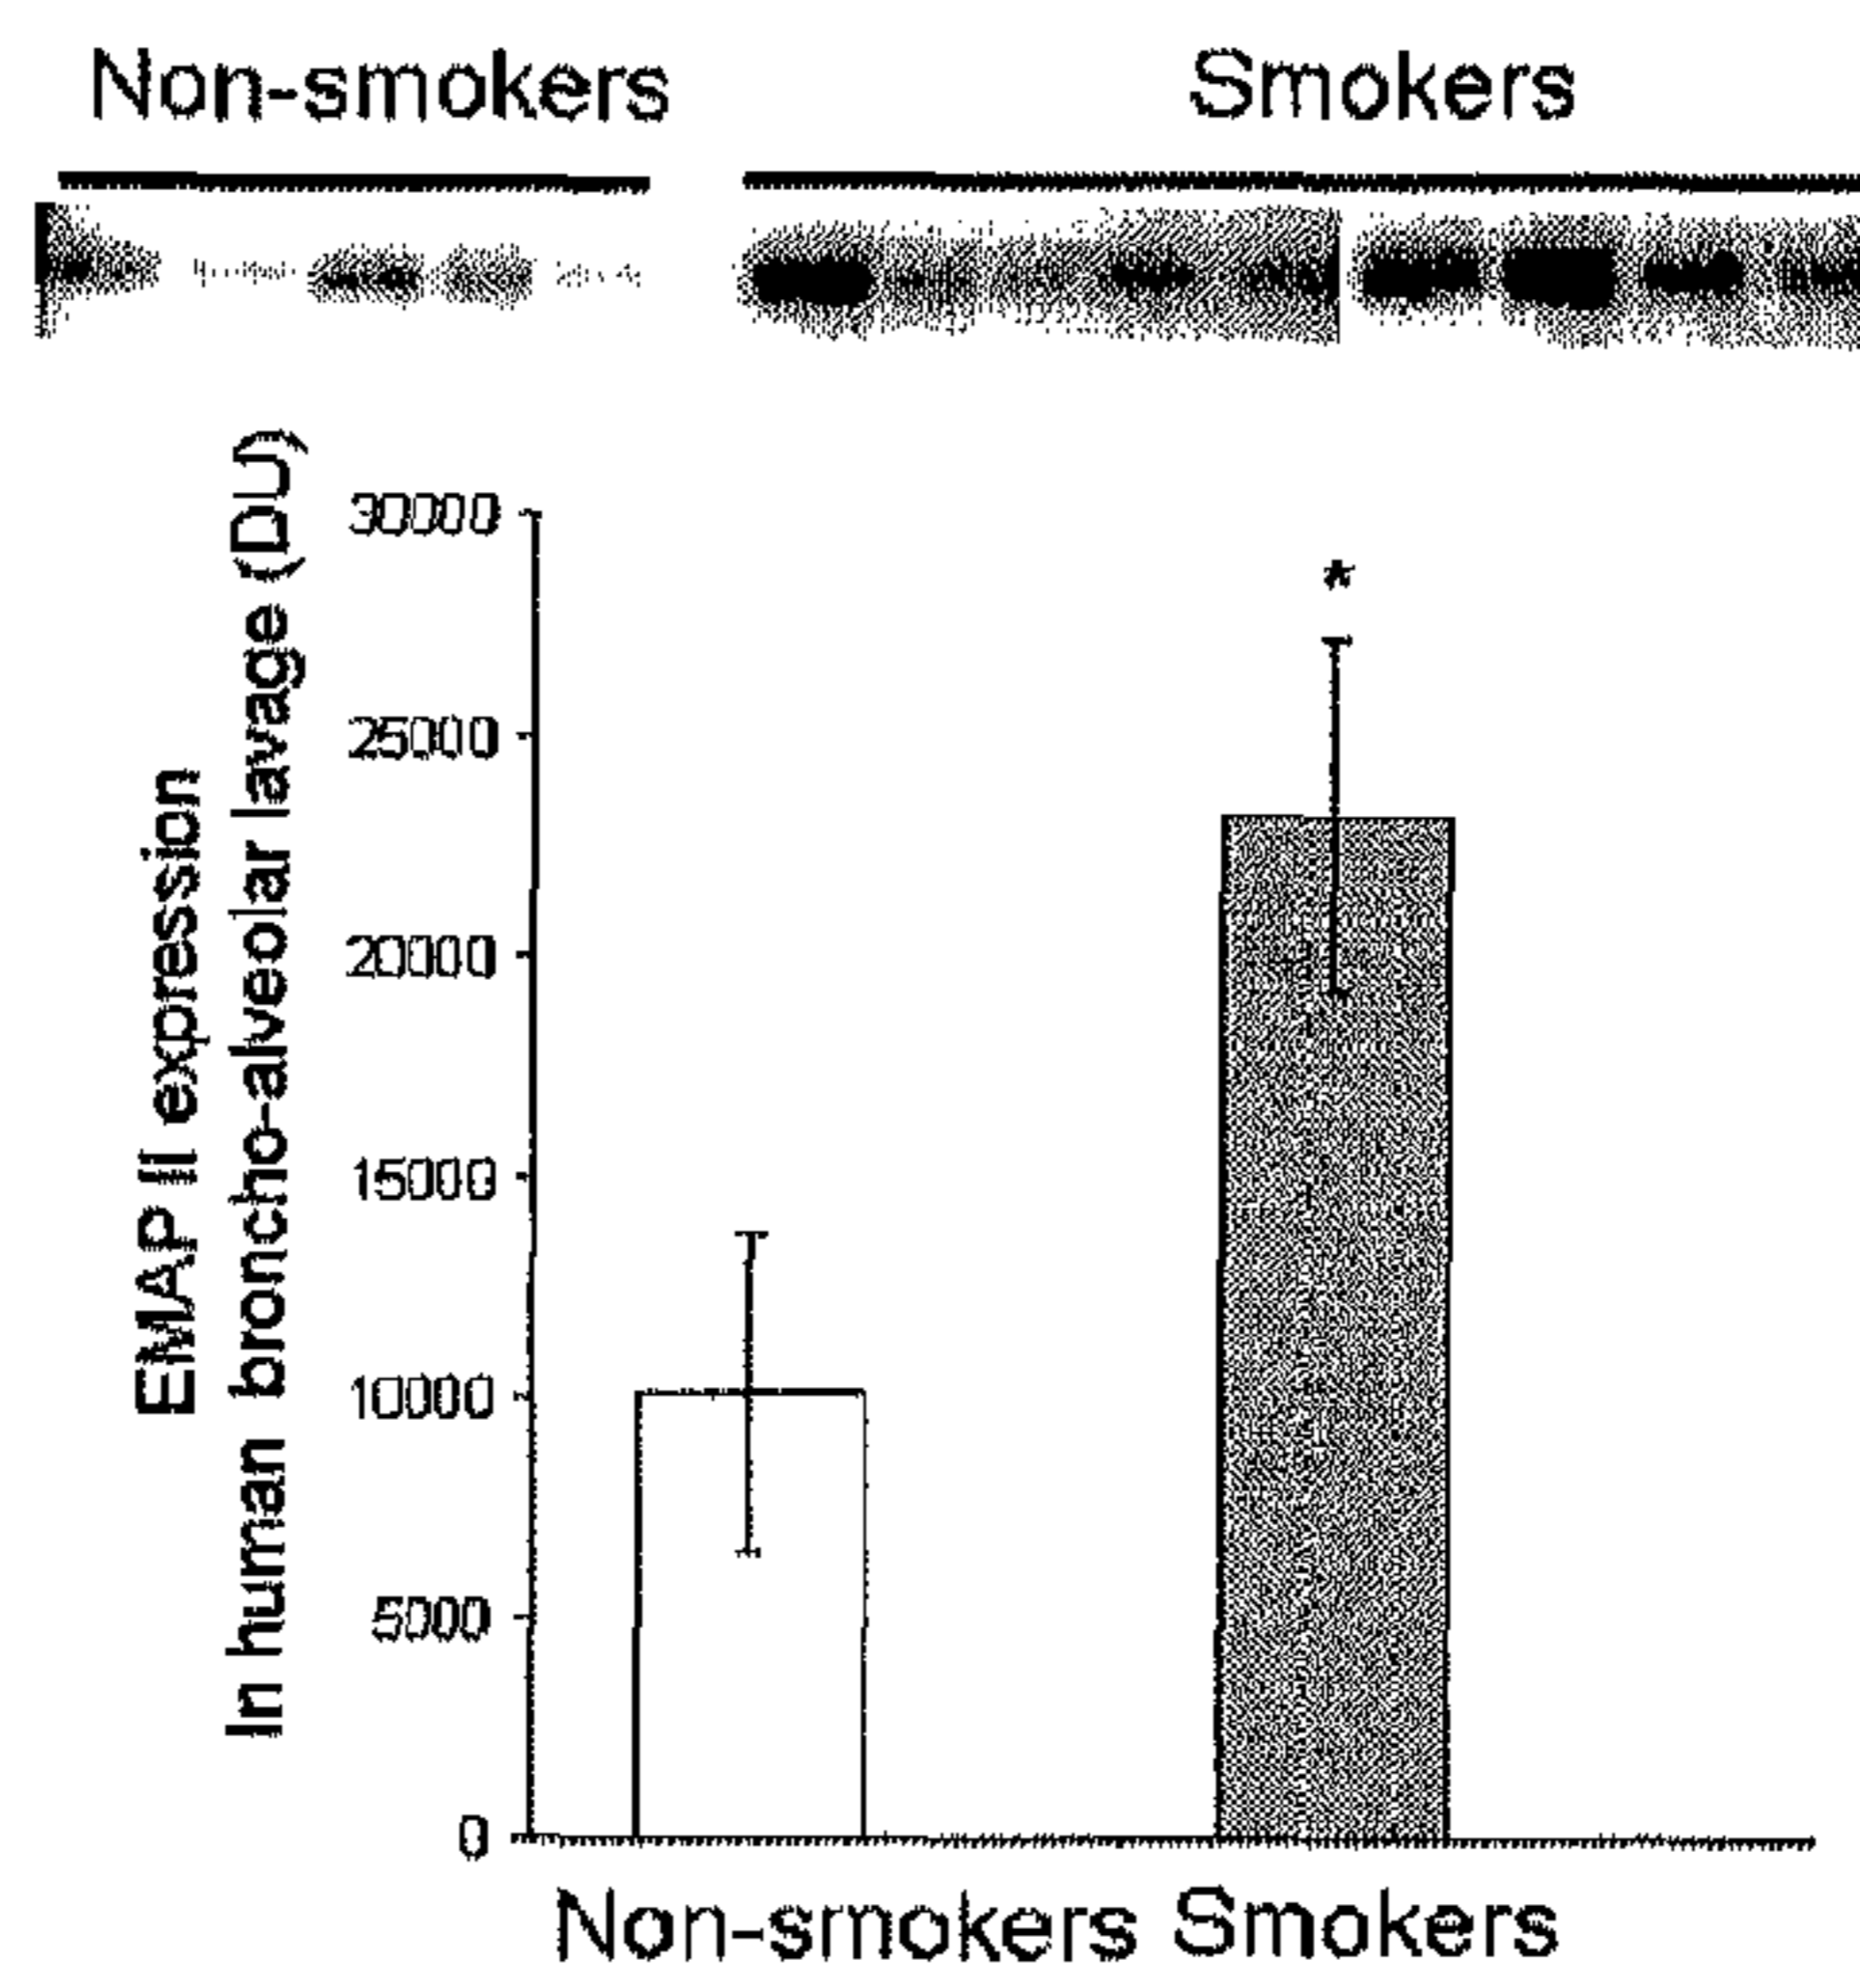 Non-smokers Smokers
EMAP II expression
In human broncho-alveolar lavage (DU)
30000
25000
20000
15000
10000
5000
0
*
Non-smokers Smokers